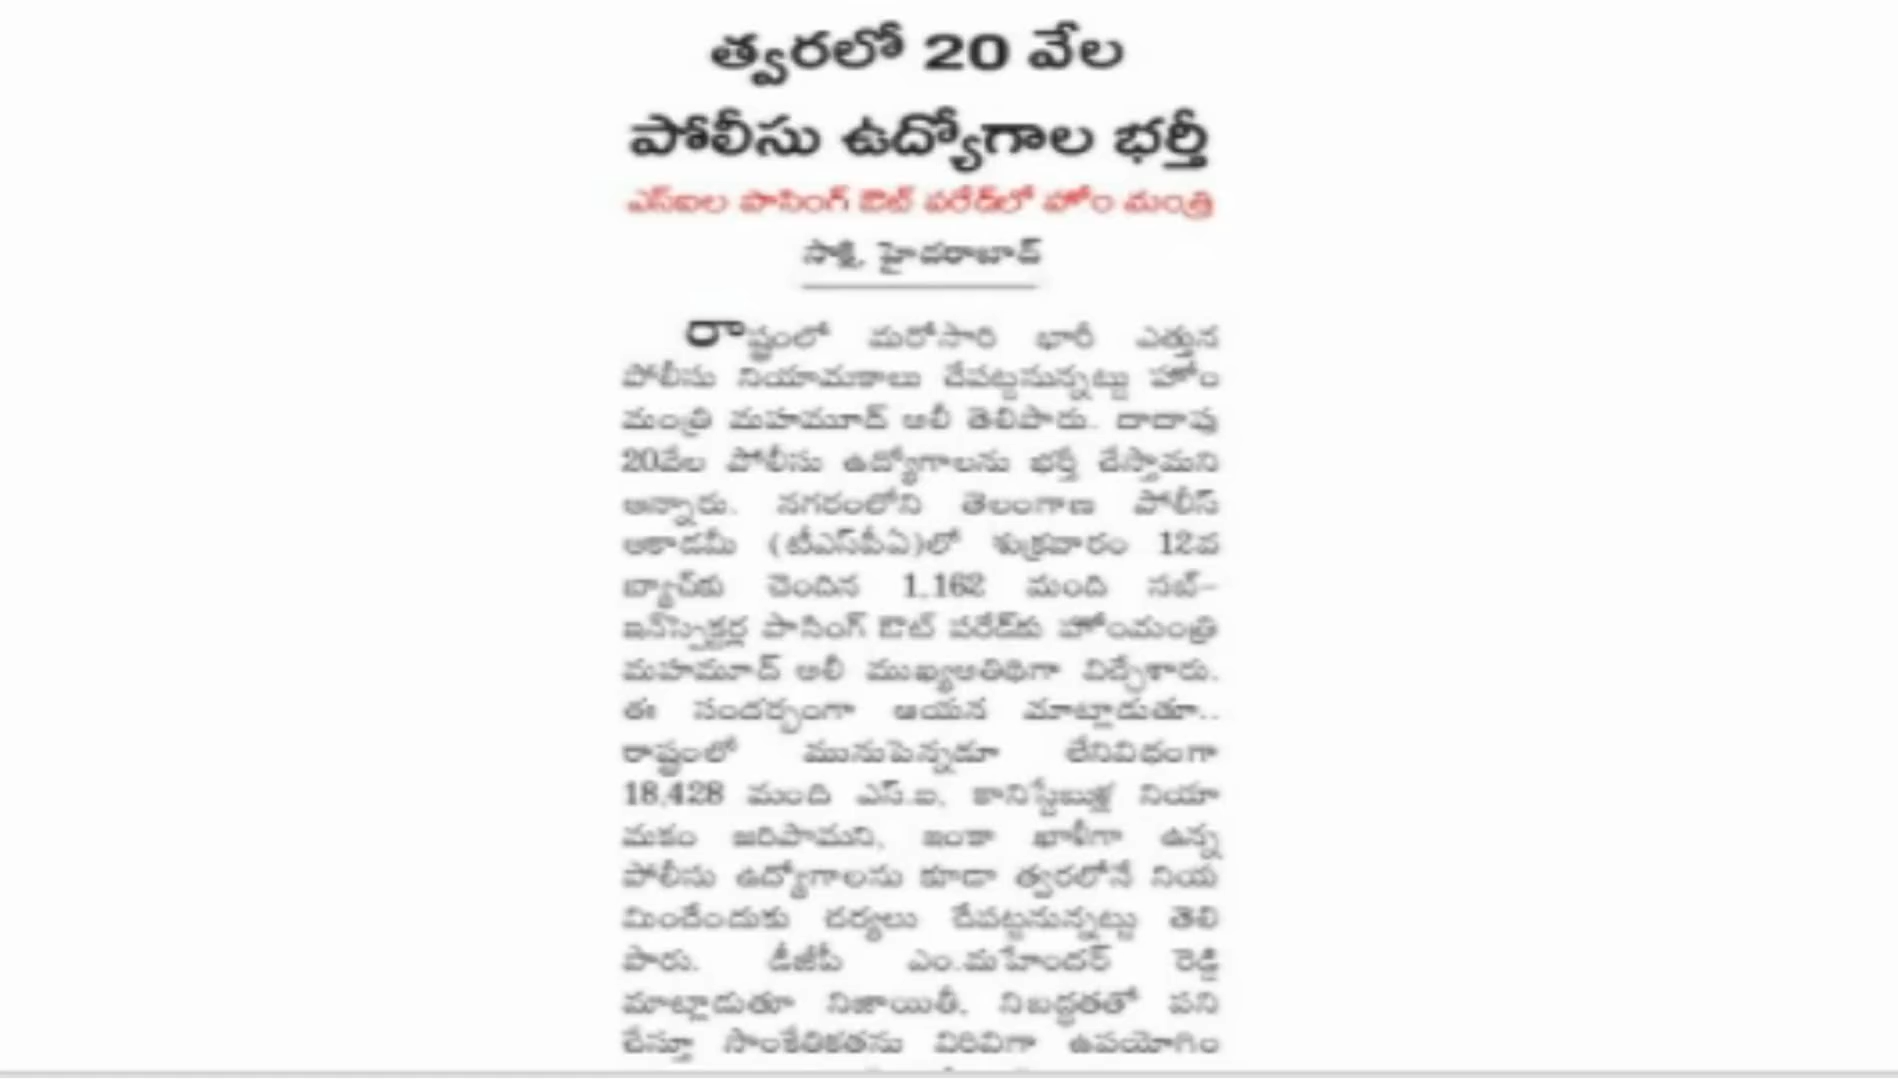 త్వరలో 20 వేల
పోలీసు ఉద్యోగాల భర్తీ
ఎస్ఐల పాసింగ్ ఔట్ పరేడ్‌లో హోం మంత్రి
సాక్షి, హైదరాబాద్
రాష్ట్రంలో మరోసారి భారీ ఎత్తున
పోలీసు నియామకాలు చేపట్టనున్నట్టు హోం
మంత్రి మహమూద్ అలీ తెలిపారు. దాదాపు
20వేల పోలీసు ఉద్యోగాలను భర్తీ చేస్తామని
అన్నారు. నగరంలోని తెలంగాణ పోలీస్
అకాడమీ (టీఎస్‌పీఏ)లో శుక్రవారం 12వ
బ్యాచ్‌కు చెందిన 1,162 మంది సబ్-
ఇన్‌స్పెక్టర్ల పాసింగ్ ఔట్ పరేడ్‌కు హోంమంత్రి
మహమూద్ అలీ ముఖ్యఅతిథిగా విచ్చేశారు.
ఈ సందర్భంగా ఆయన మాట్లాడుతూ..
రాష్ట్రంలో మునుపెన్నడూ లేనివిధంగా
18,428 మంది ఎస్.ఐ, కానిస్టేబుళ్ల నియా
మకం జరిపామని, ఇంకా ఖాళీగా ఉన్న
పోలీసు ఉద్యోగాలను కూడా త్వరలోనే నియ
మించేందుకు చర్యలు చేపట్టనున్నట్టు తెలి
పారు. డీజీపీ ఎం.మహేందర్ రెడ్డి
మాట్లాడుతూ నిజాయితీ, నిబద్ధతతో పని
చేస్తూ సాంకేతికతను విరివిగా ఉపయోగిం